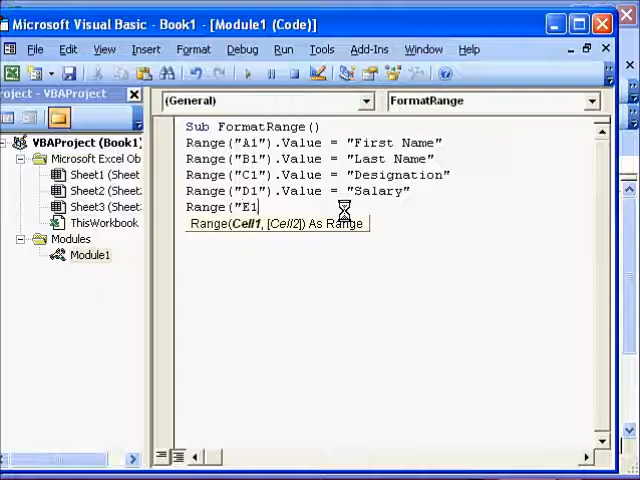 Microsoft Visual Basic - Book1 - [Module1 (Code)]
File Edit View Insert Format Debug Run Tools Add-Ins Window Help
roject - VBAProject
(General)
FormatRange
VBAProject (Book1)
Microsoft Excel Ob
Sheet1 (Sheet
Sheet2 (Sheet
Sheet3 (Sheet
ThisWorkbook
Modules
Module1
Sub FormatRange()
Range("A1").Value = "First Name"
Range("B1").Value = "Last Name"
Range("C1").Value = "Designation"
Range("D1").Value = "Salary"
Range("E1
Range(Cell1, [Cell2]) As Range